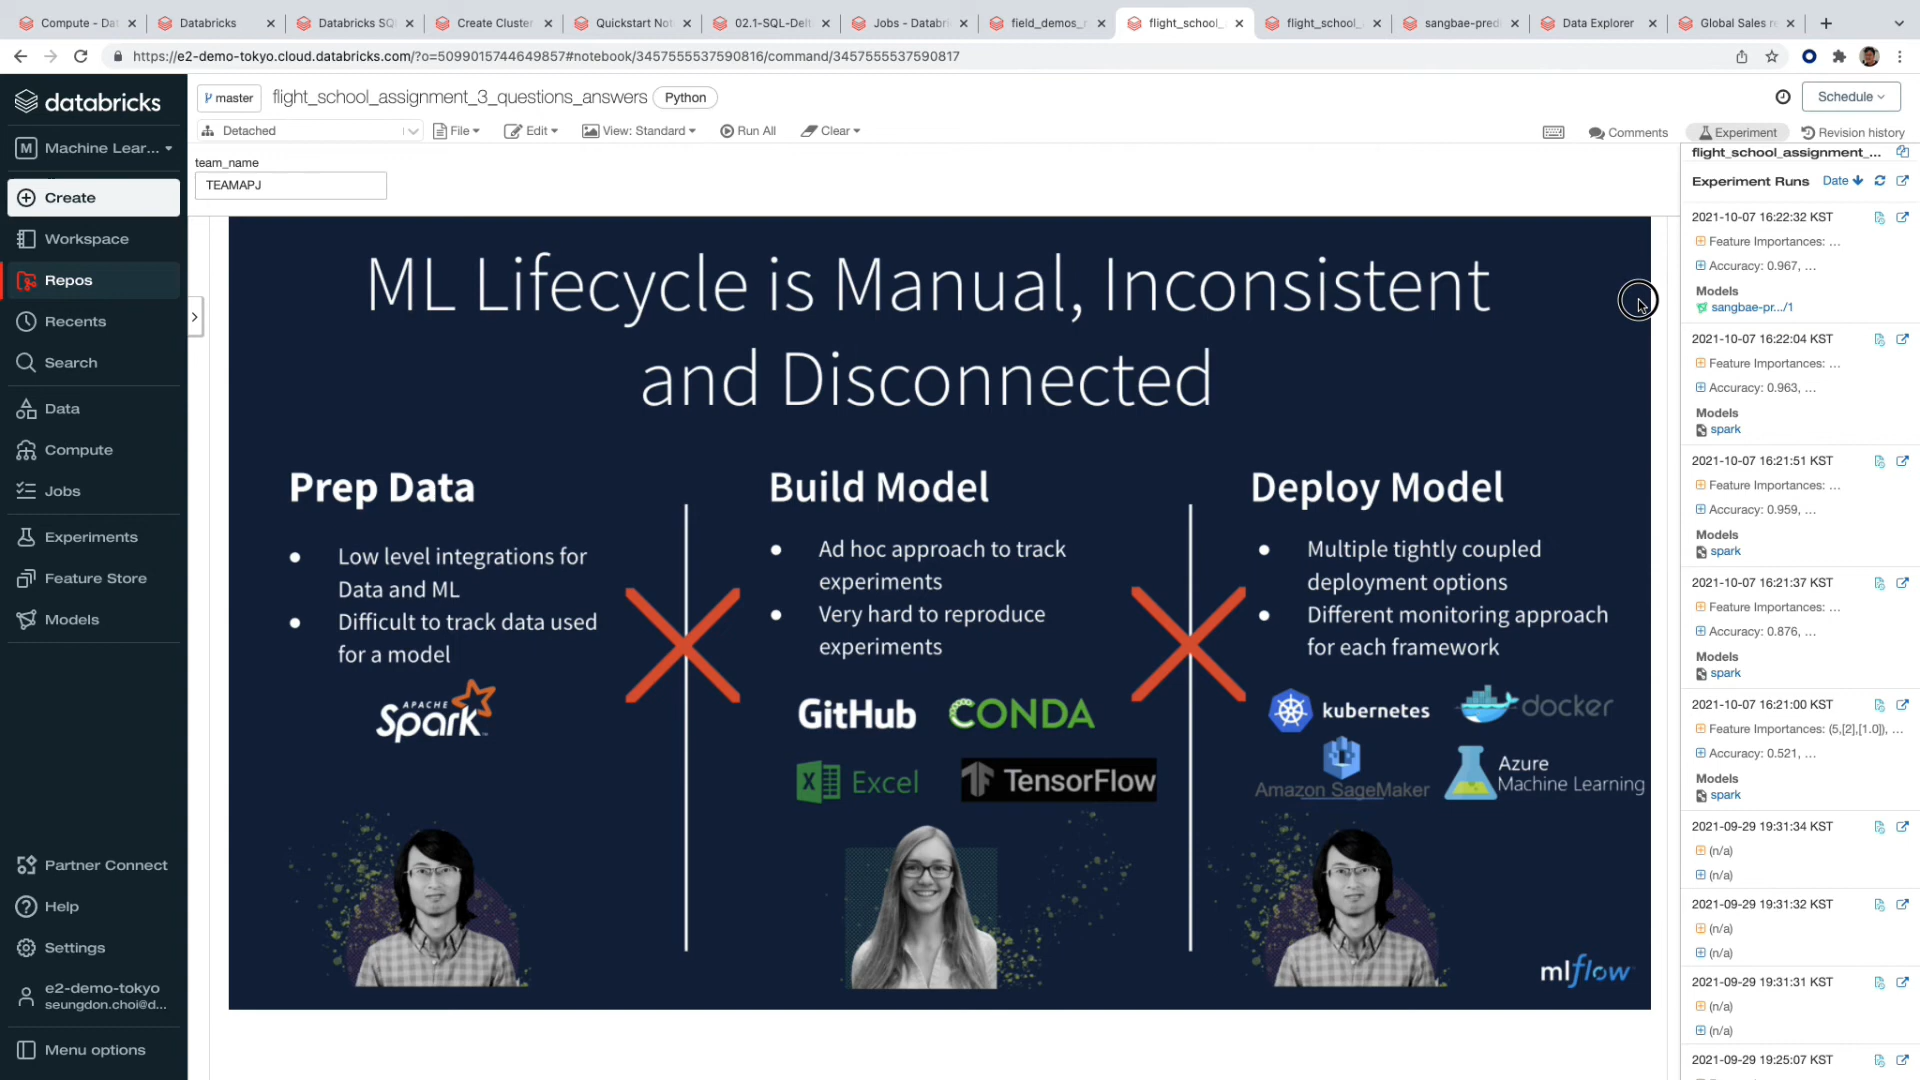 Compute - Dat
Databricks
Databricks SQ
Create Cluster
Quickstart Not
02.1-SQL-Delt
Jobs - Databri
field_demos_
flight_school_
flight_school_
sangbae-pred
Data Explorer
Global Sales r
https://e2-demo-tokyo.cloud.databricks.com/?o=5099015744649857#notebook/3457555537590816/command/3457555537590817
databricks
M Machine Lear...
Create
Workspace
Repos
Recents
Search
Data
Compute
Jobs
Experiments
Feature Store
Models
Partner Connect
Help
Settings
e2-demo-tokyo
seungdon.choi@d...
Menu options
master
flight_school_assignment_3_questions_answers
Python
Schedule
Detached
File
Edit
View: Standard
Run All
Clear
Comments
Experiment
Revision history
team_name
TEAMAPJ
ML Lifecycle is Manual, Inconsistent
and Disconnected
Prep Data
• Low level integrations for
Data and ML
• Difficult to track data used
for a model
APACHE
Spark™
Build Model
• Ad hoc approach to track
experiments
• Very hard to reproduce
experiments
GitHub
CONDA
Excel
TensorFlow
Deploy Model
• Multiple tightly coupled
deployment options
• Different monitoring approach
for each framework
kubernetes
docker
Amazon SageMaker
Azure
Machine Learning
mlflow
flight_school_assignment_...
Experiment Runs Date
2021-10-07 16:22:32 KST
Feature Importances: ...
Accuracy: 0.967, ...
Models
sangbae-pr.../1
2021-10-07 16:22:04 KST
Feature Importances: ...
Accuracy: 0.963, ...
Models
spark
2021-10-07 16:21:51 KST
Feature Importances: ...
Accuracy: 0.959, ...
Models
spark
2021-10-07 16:21:37 KST
Feature Importances: ...
Accuracy: 0.876, ...
Models
spark
2021-10-07 16:21:00 KST
Feature Importances: (5,[2],[1.0]), ...
Accuracy: 0.521, ...
Models
spark
2021-09-29 19:31:34 KST
(n/a)
(n/a)
2021-09-29 19:31:32 KST
(n/a)
(n/a)
2021-09-29 19:31:31 KST
(n/a)
(n/a)
2021-09-29 19:25:07 KST